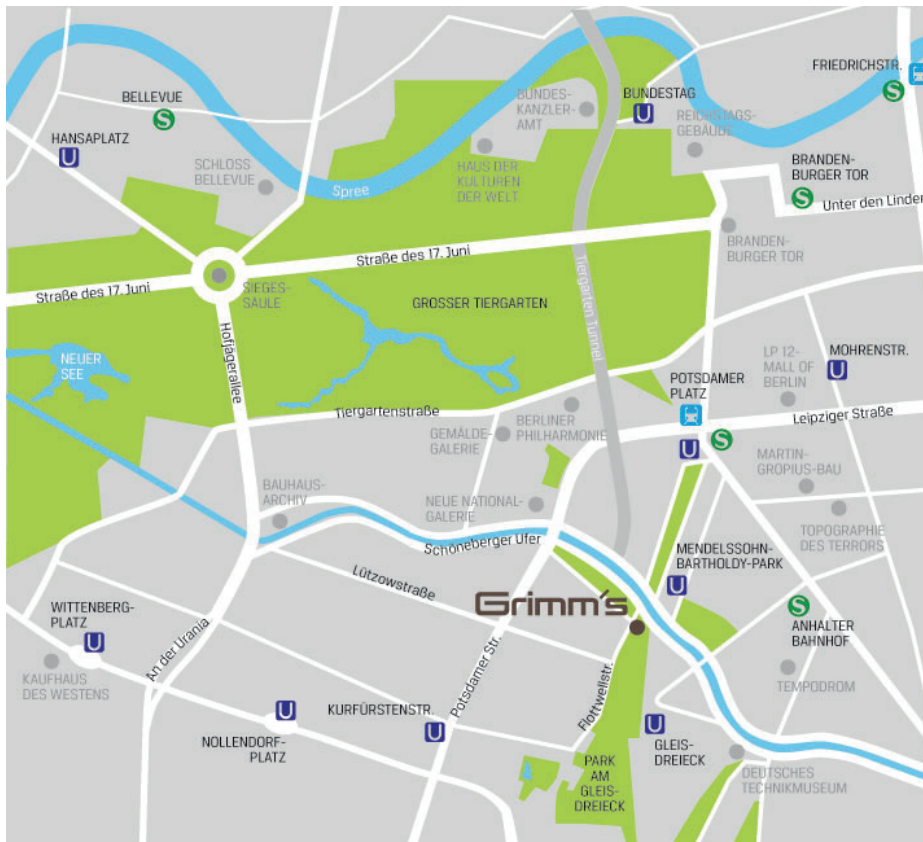 FRIEDRICHSTR.
S
BELLEVUE
S
BUNDES-
KANZLER-
AMT
BUNDESTAG
U
REICHTAGS-
GEBÄUDE
HANSAPLATZ
U
SCHLOSS
BELLEVUE
HAUS DER
KULTUREN
DER WELT
BRANDEN-
BURGER TOR
S
Spree
Unter den Linden
BRANDEN-
BURGER TOR
Straße des 17. Juni
Straße des 17. Juni
SIEGES-
SÄULE
Tiergarten Tunnel
GROSSER TIERGARTEN
Hofjägerallee
NEUER
SEE
LP 12-
MALL OF
BERLIN
MOHRENSTR.
U
POTSDAMER
PLATZ
Tiergartenstraße
BERLINER
PHILHARMONIE
GEMÄLDE-
GALERIE
Leipziger Straße
U
S
MARTIN-
GROPIUS-BAU
BAUHAUS-
ARCHIV
NEUE NATIONAL-
GALERIE
TOPOGRAPHIE
DES TERRORS
Schöneberger Ufer
MENDELSSOHN-
BARTHOLDY-PARK
U
Lützowstraße
Grimm's
WITTENBERG-
PLATZ
U
S
ANHALTER
BAHNHOF
An der Urania
KAUFHAUS
DES WESTENS
Potsdamer Str.
Flottwellstr.
TEMPODROM
U
NOLLENDORF-
PLATZ
KURFÜRSTENSTR.
U
U
GLEIS-
DREIECK
PARK
AM
GLEIS-
DREIECK
DEUTSCHES
TECHNIKMUSEUM